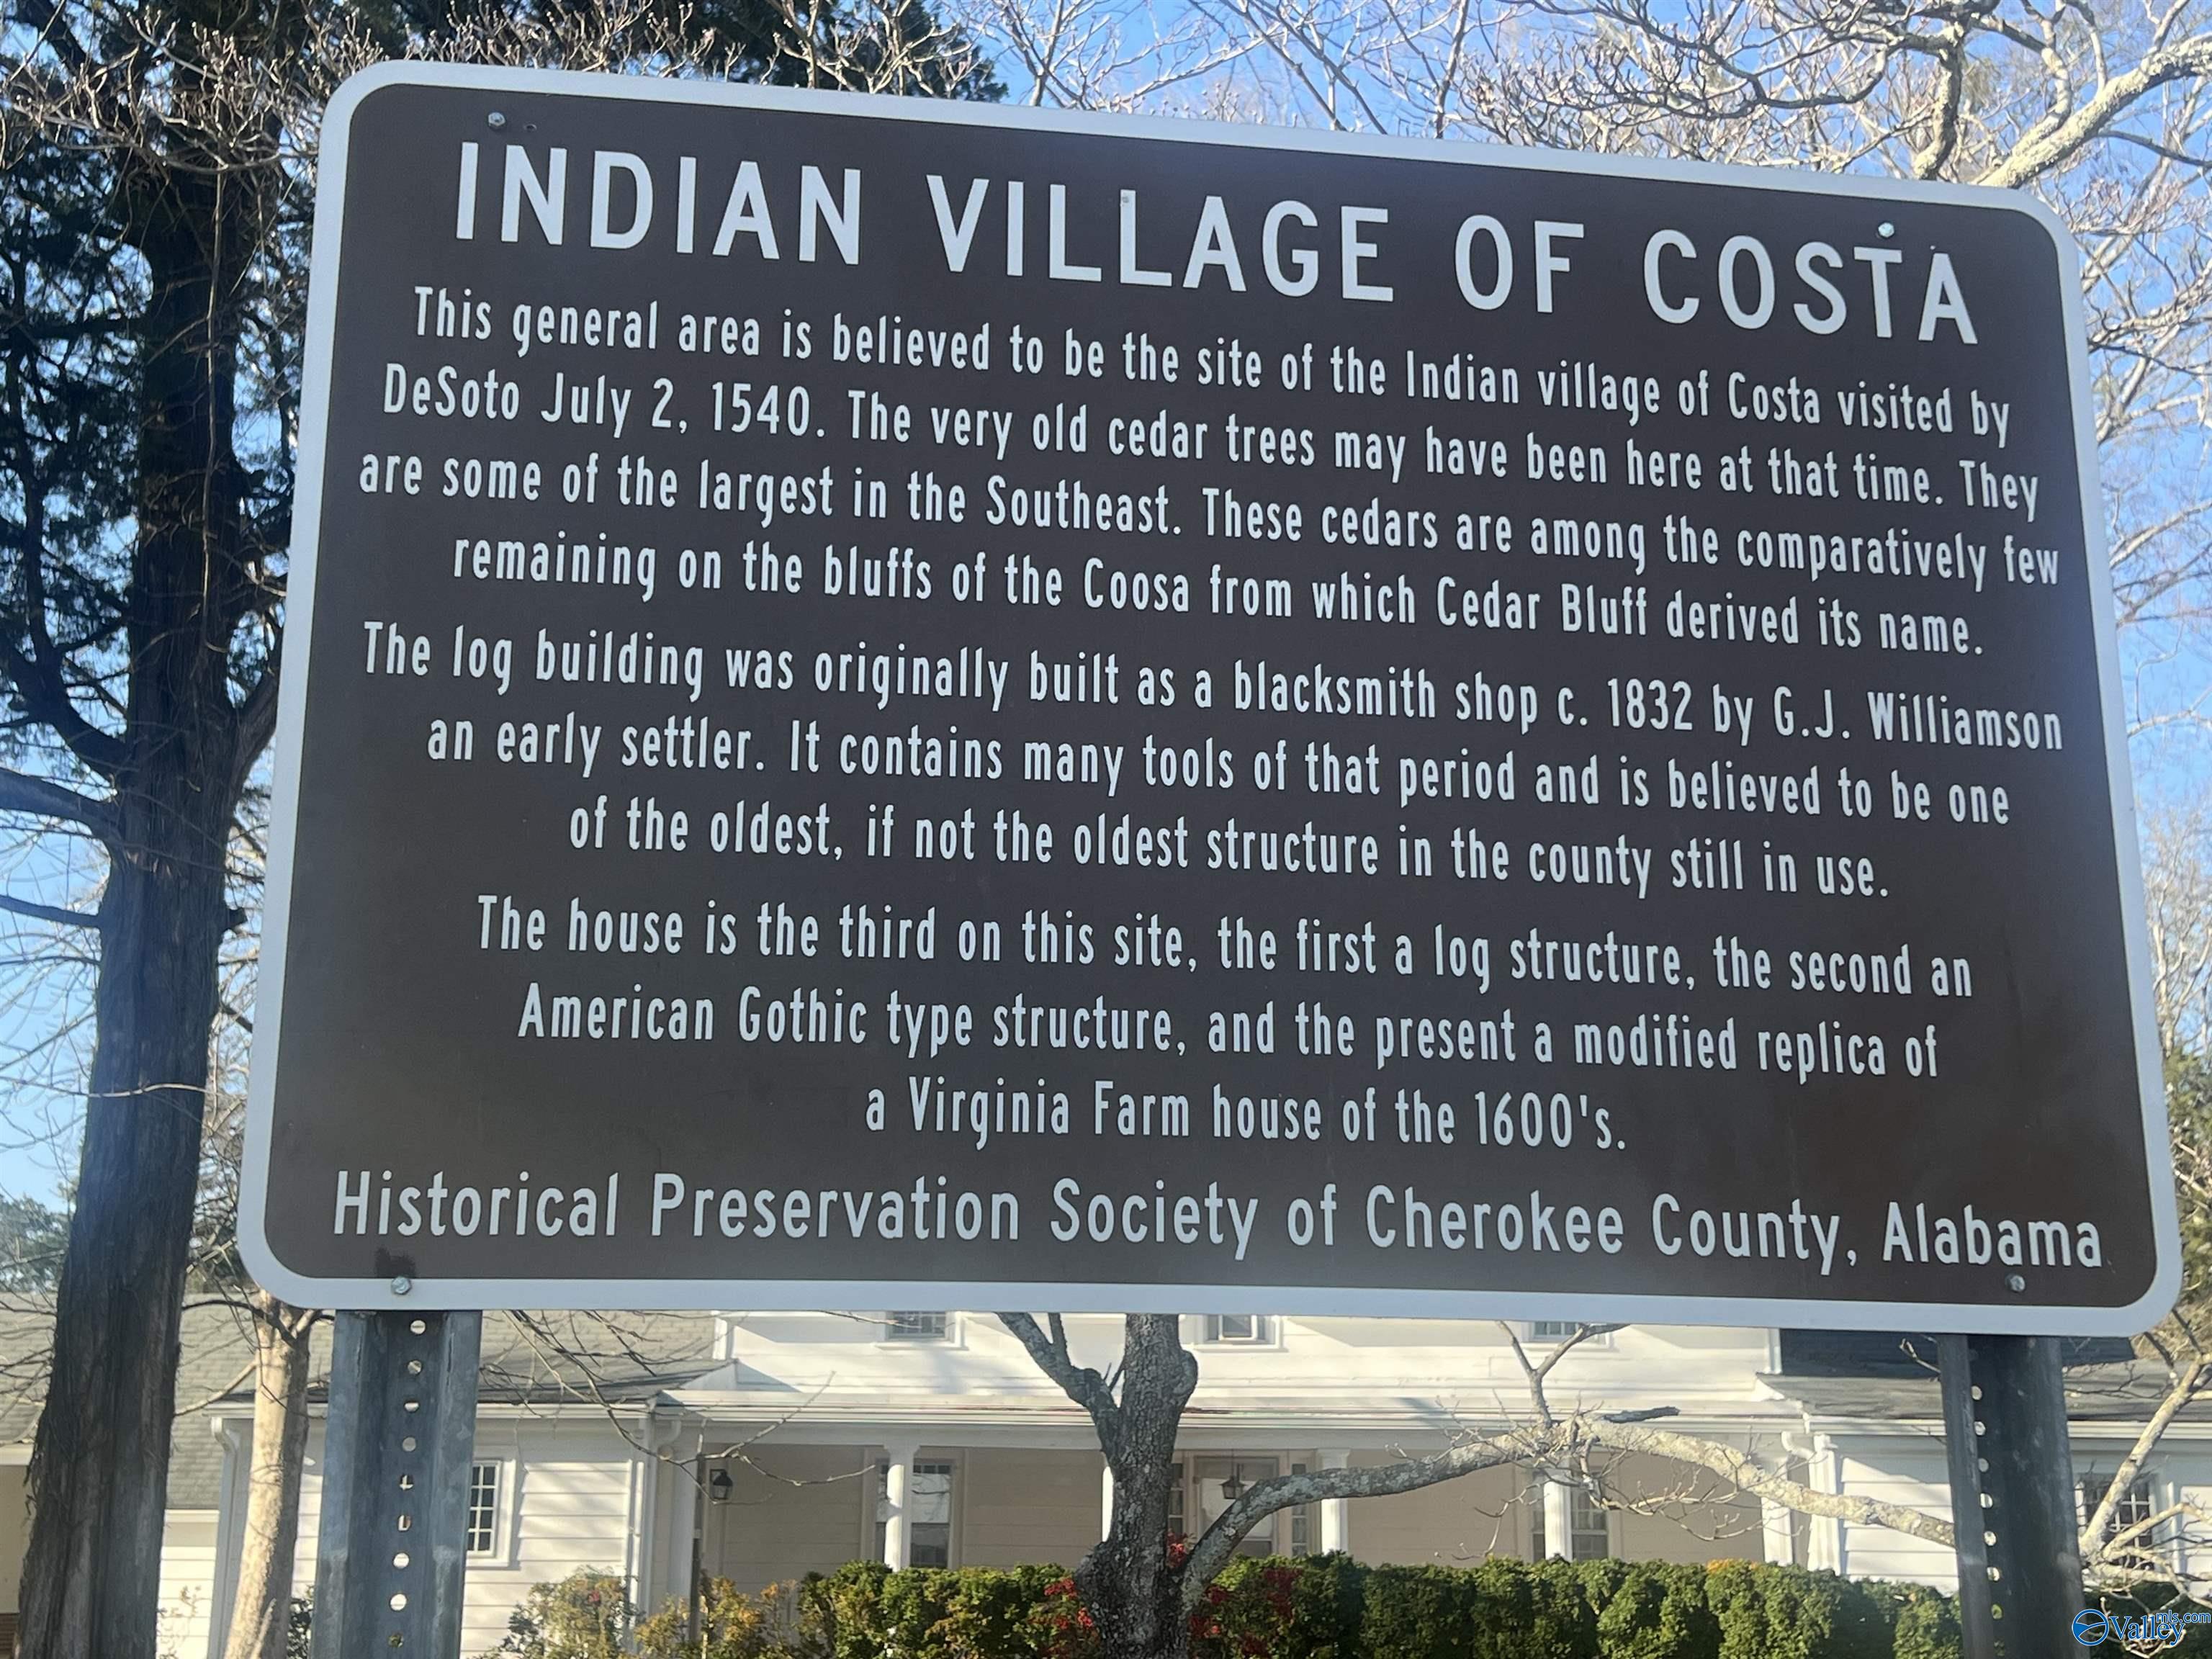 INDIAN VILLAGE OF COSTA
This general area is believed to be the site of the Indian village of Costa visited by
DeSoto July 2, 1540. The very old cedar trees may have been here at that time. They
are some of the largest in the Southeast. These cedars are among the comparatively few
remaining on the bluffs of the Coosa from which Cedar Bluff derived its name.
The log building was originally built as a blacksmith shop c. 1832 by G.J. Williamson
an early settler. It contains many tools of that period and is believed to be one
of the oldest, if not the oldest structure in the county still in use.
The house is the third on this site, the first a log structure, the second an
American Gothic type structure, and the present a modified replica of
a Virginia Farm house of the 1600's.
Historical Preservation Society of Cherokee County, Alabama
Valleymls.com